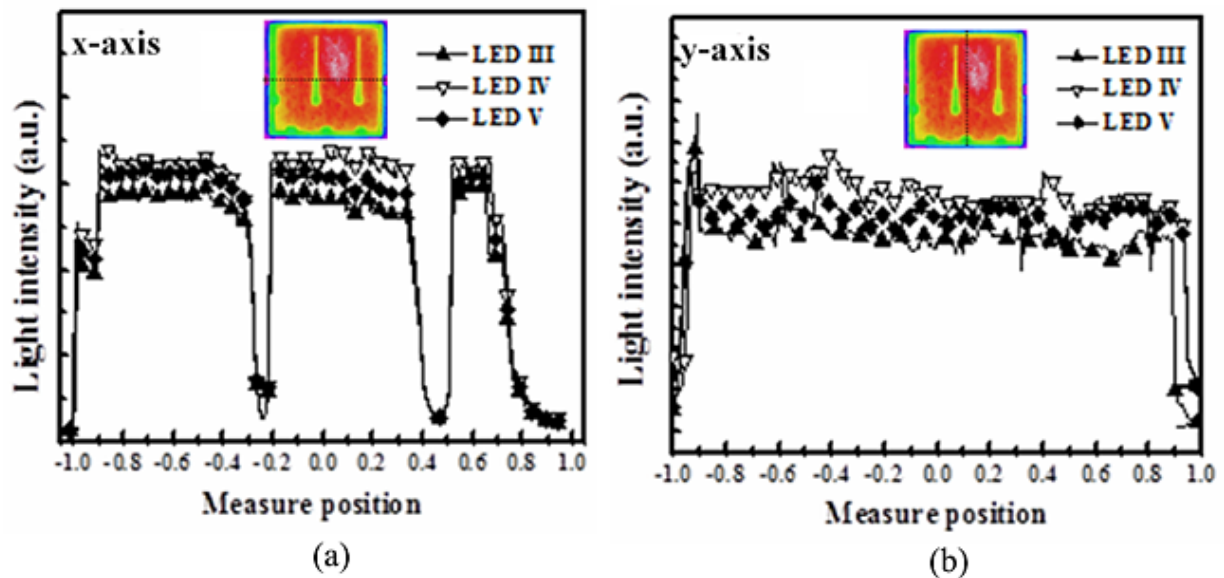 x-axis
LED III
LED IV
LED V
Light intensity (a.u.)
-1.0 -0.8 -0.6 -0.4 -0.2 0.0 0.2 0.4 0.6 0.8 1.0
Measure position
(a)
y-axis
LED III
LED IV
LED V
Light intensity (a.u.)
-1.0 -0.8 -0.6 -0.4 -0.2 0.0 0.2 0.4 0.6 0.8 1.0
Measure position
(b)